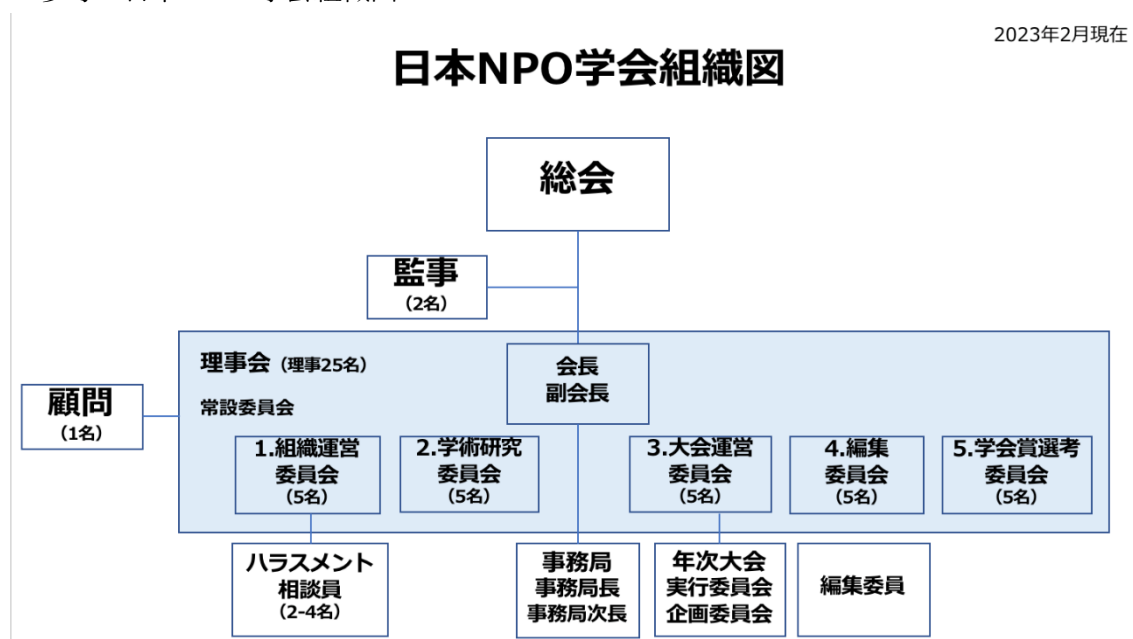 2023年2月現在
日本NPO学会組織図
総会
監事
（2名）
理事会（理事25名）
会長
副会長
顧問
（1名）
常設委員会
1.組織運営
委員会
（5名）
2.学術研究
委員会
（5名）
3.大会運営
委員会
（5名）
4.編集
委員会
（5名）
5.学会賞選考
委員会
（5名）
ハラスメント
相談員
（2-4名）
事務局
事務局長
事務局次長
年次大会
実行委員会
企画委員会
編集委員